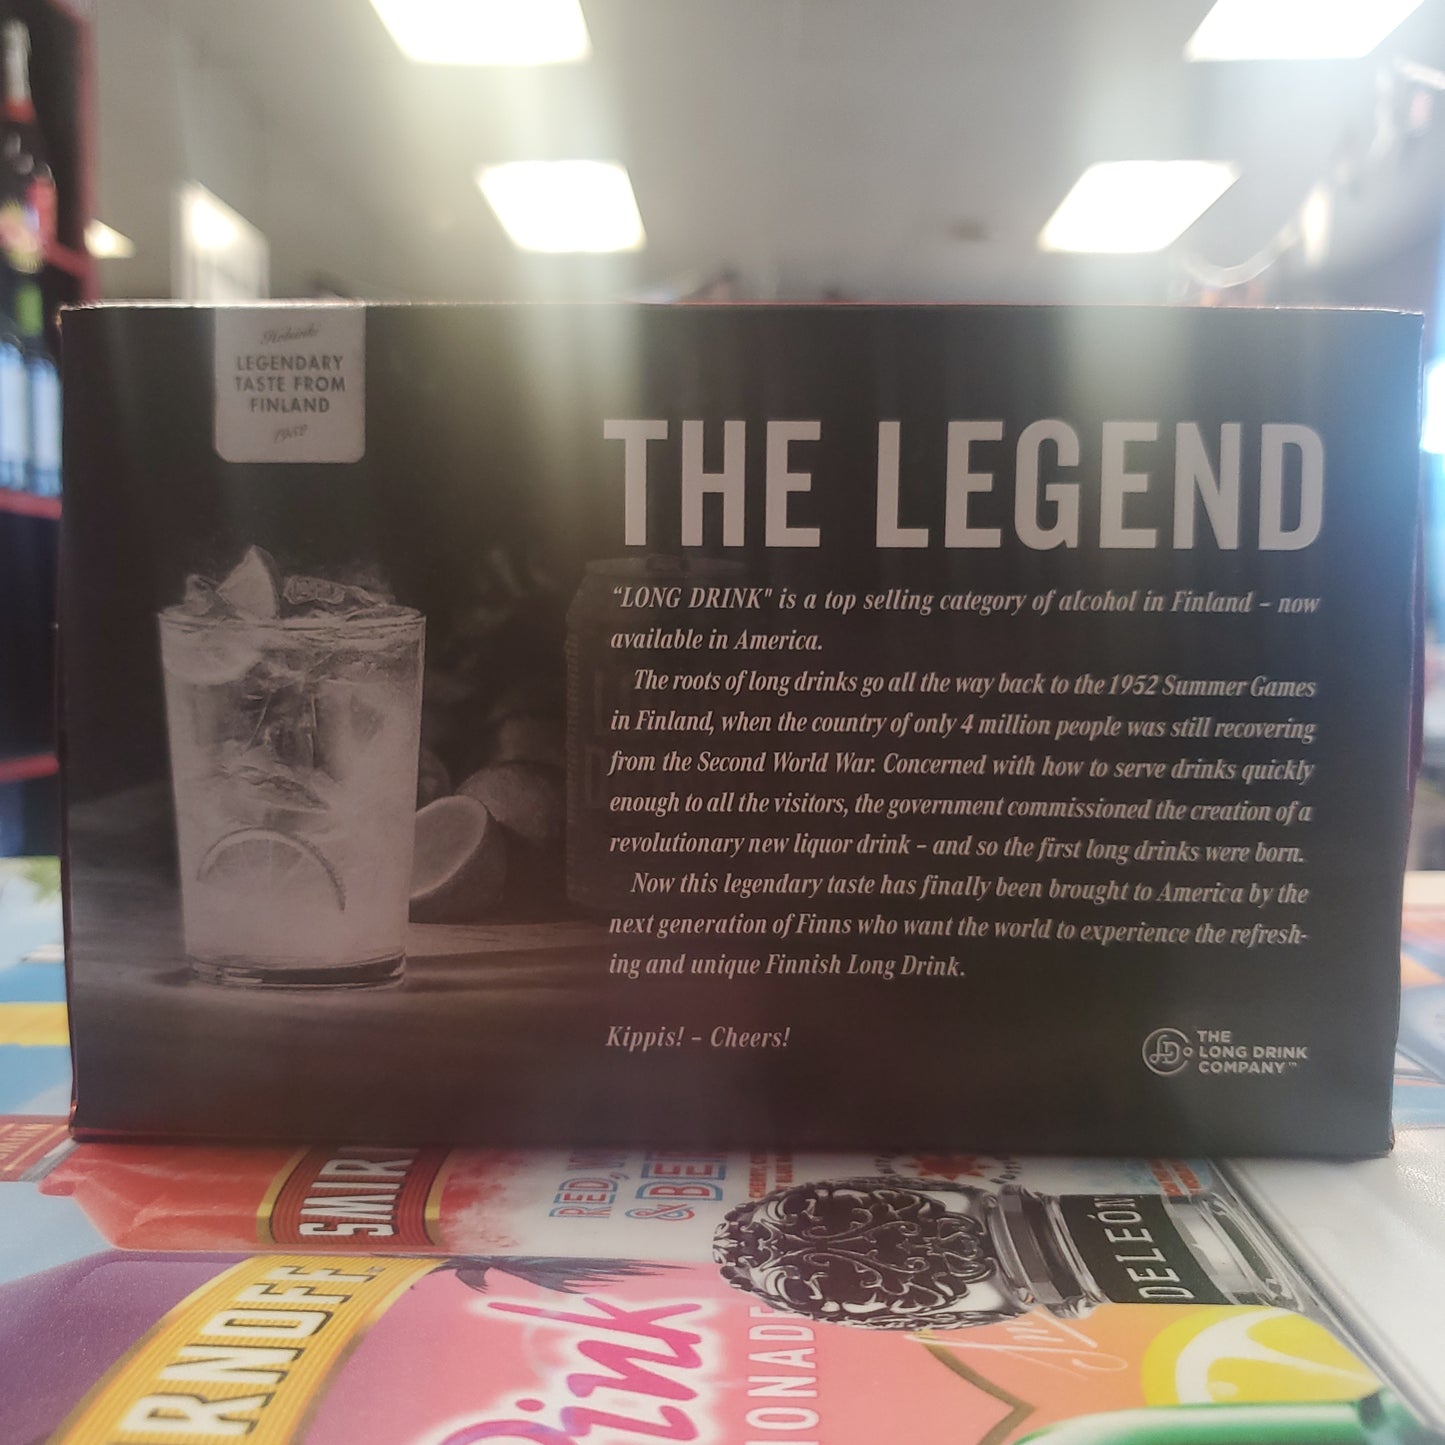 Helsinki
LEGENDARY
TASTE FROM
FINLAND
1952
THE LEGEND
“LONG DRINK" is a top selling category of alcohol in Finland – now
available in America.
The roots of long drinks go all the way back to the 1952 Summer Games
in Finland, when the country of only 4 million people was still recovering
from the Second World War. Concerned with how to serve drinks quickly
enough to all the visitors, the government commissioned the creation of a
revolutionary new liquor drink – and so the first long drinks were born.
Now this legendary taste has finally been brought to America by the
next generation of Finns who want the world to experience the refresh-
ing and unique Finnish Long Drink.
Kippis! – Cheers!
THE
LONG DRINK
COMPANY™
RED, W
& BER
DELEÓN
SMIRN
RNOFF
Pink
ONADE